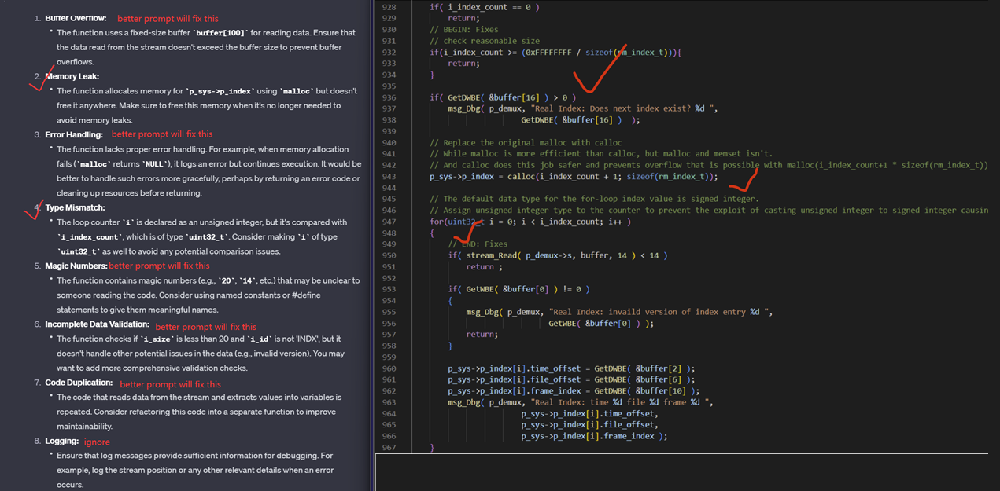 1. Buffer Overflow: better prompt will fix this
• The function uses a fixed-size buffer `buffer[100]` for reading data. Ensure that
the data read from the stream doesn't exceed the buffer size to prevent buffer
overflows.
2. Memory Leak:
• The function allocates memory for `p_sys->p_index` using `malloc` but doesn't
free it anywhere. Make sure to free this memory when it's no longer needed to
avoid memory leaks.
3. Error Handling: better prompt will fix this
• The function lacks proper error handling. For example, when memory allocation
fails (`malloc` returns `NULL`), it logs an error but continues execution. It would be
better to handle such errors more gracefully, perhaps by returning an error code or
cleaning up resources before returning.
4. Type Mismatch:
• The loop counter `i` is declared as an unsigned integer, but it's compared with
`i_index_count`, which is of type `uint32_t`. Consider making `i` of type
`uint32_t` as well to avoid any potential comparison issues.
5. Magic Numbers: better prompt will fix this
• The function contains magic numbers (e.g., `20`, `14`, etc.) that may be unclear to
someone reading the code. Consider using named constants or #define
statements to give them meaningful names.
6. Incomplete Data Validation: better prompt will fix this
• The function checks if `i_size` is less than 20 and `i_id` is not 'INDX', but it
doesn't handle other potential issues in the data (e.g., invalid version). You may
want to add more comprehensive validation checks.
7. Code Duplication: better prompt will fix this
• The code that reads data from the stream and extracts values into variables is
repeated. Consider refactoring this code into a separate function to improve
maintainability.
8. Logging: ignore
• Ensure that log messages provide sufficient information for debugging. For
example, log the stream position or any other relevant details when an error
occurs.
928 if( i_index_count == 0 )
929 return;
930 // BEGIN: Fixes
931 // check reasonable size
932 if(i_index_count >= (0xFFFFFFFF / sizeof(rm_index_t))){
933 return;
934 }
935
936 if( GetDWBE( &buffer[16] ) > 0 )
937 msg_Dbg( p_demux, "Real Index: Does next index exist? %d ",
938 GetDWBE( &buffer[16] ) );
939
940 // Replace the original malloc with calloc
941 // While malloc is more efficient than calloc, but malloc and memset isn't.
942 // And calloc does this job safer and prevents overflow that is possible with malloc(i_index_count+1 * sizeof(rm_index_t))
943 p_sys->p_index = calloc(i_index_count + 1; sizeof(rm_index_t));
944
945 // The default data type for the for-loop index value is signed integer.
946 // Assign unsigned integer type to the counter to prevent the exploit of casting unsigned integer to signed integer causin
947 for(uint32_t i = 0; i < i_index_count; i++ )
948 {
949 // END: Fixes
950 if( stream_Read( p_demux->s, buffer, 14 ) < 14 )
951 return ;
952
953 if( GetWBE( &buffer[0] ) != 0 )
954 {
955 msg_Dbg( p_demux, "Real Index: invaild version of index entry %d ",
956 GetWBE( &buffer[0] ) );
957 return;
958 }
959
960 p_sys->p_index[i].time_offset = GetDWBE( &buffer[2] );
961 p_sys->p_index[i].file_offset = GetDWBE( &buffer[6] );
962 p_sys->p_index[i].frame_index = GetDWBE( &buffer[10] );
963 msg_Dbg( p_demux, "Real Index: time %d file %d frame %d ",
964 p_sys->p_index[i].time_offset,
965 p_sys->p_index[i].file_offset,
966 p_sys->p_index[i].frame_index );
967 }